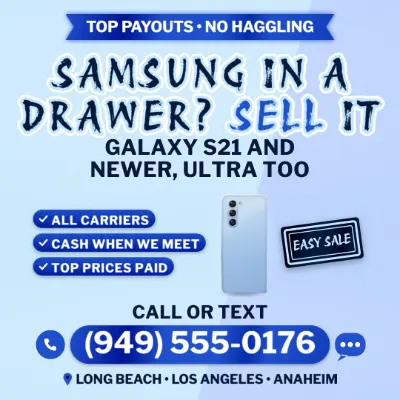 TOP PAYOUTS • NO HAGGLING
SAMSUNG IN A
DRAWER? SELL IT
GALAXY S21 AND
NEWER, ULTRA TOO
ALL CARRIERS
CASH WHEN WE MEET
TOP PRICES PAID
EASY SALE
CALL OR TEXT
(949) 555-0176
LONG BEACH • LOS ANGELES • ANAHEIM